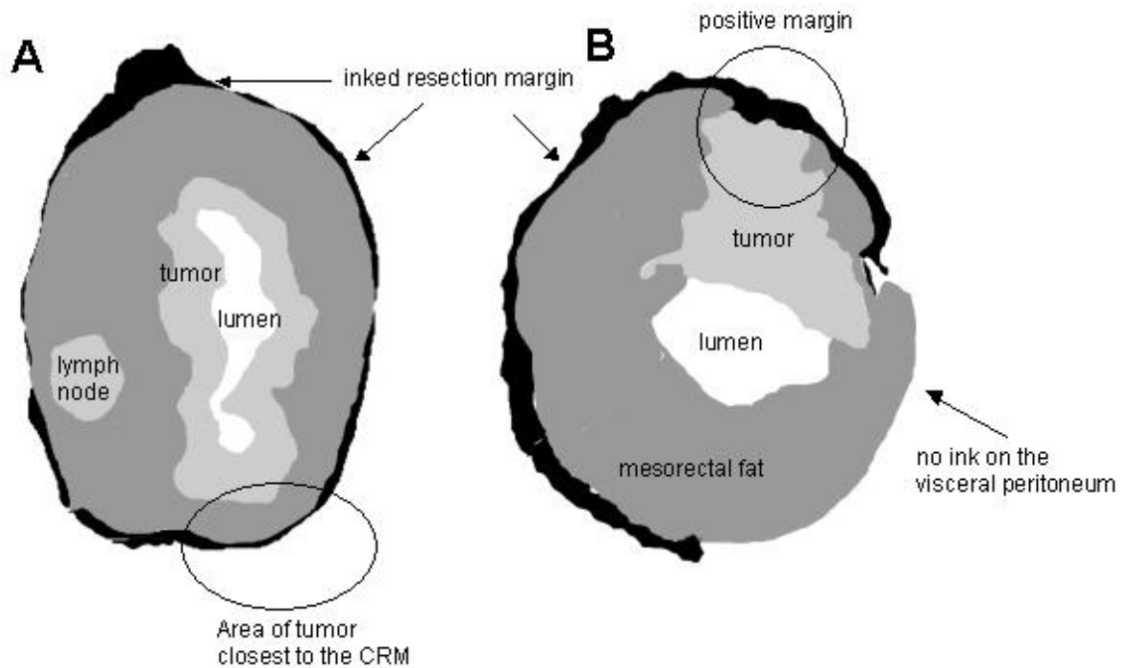 A
inked resection margin
tumor
lumen
lymph
node
Area of tumor
closest to the CRM
B
positive margin
tumor
lumen
mesorectal fat
no ink on the
visceral peritoneum